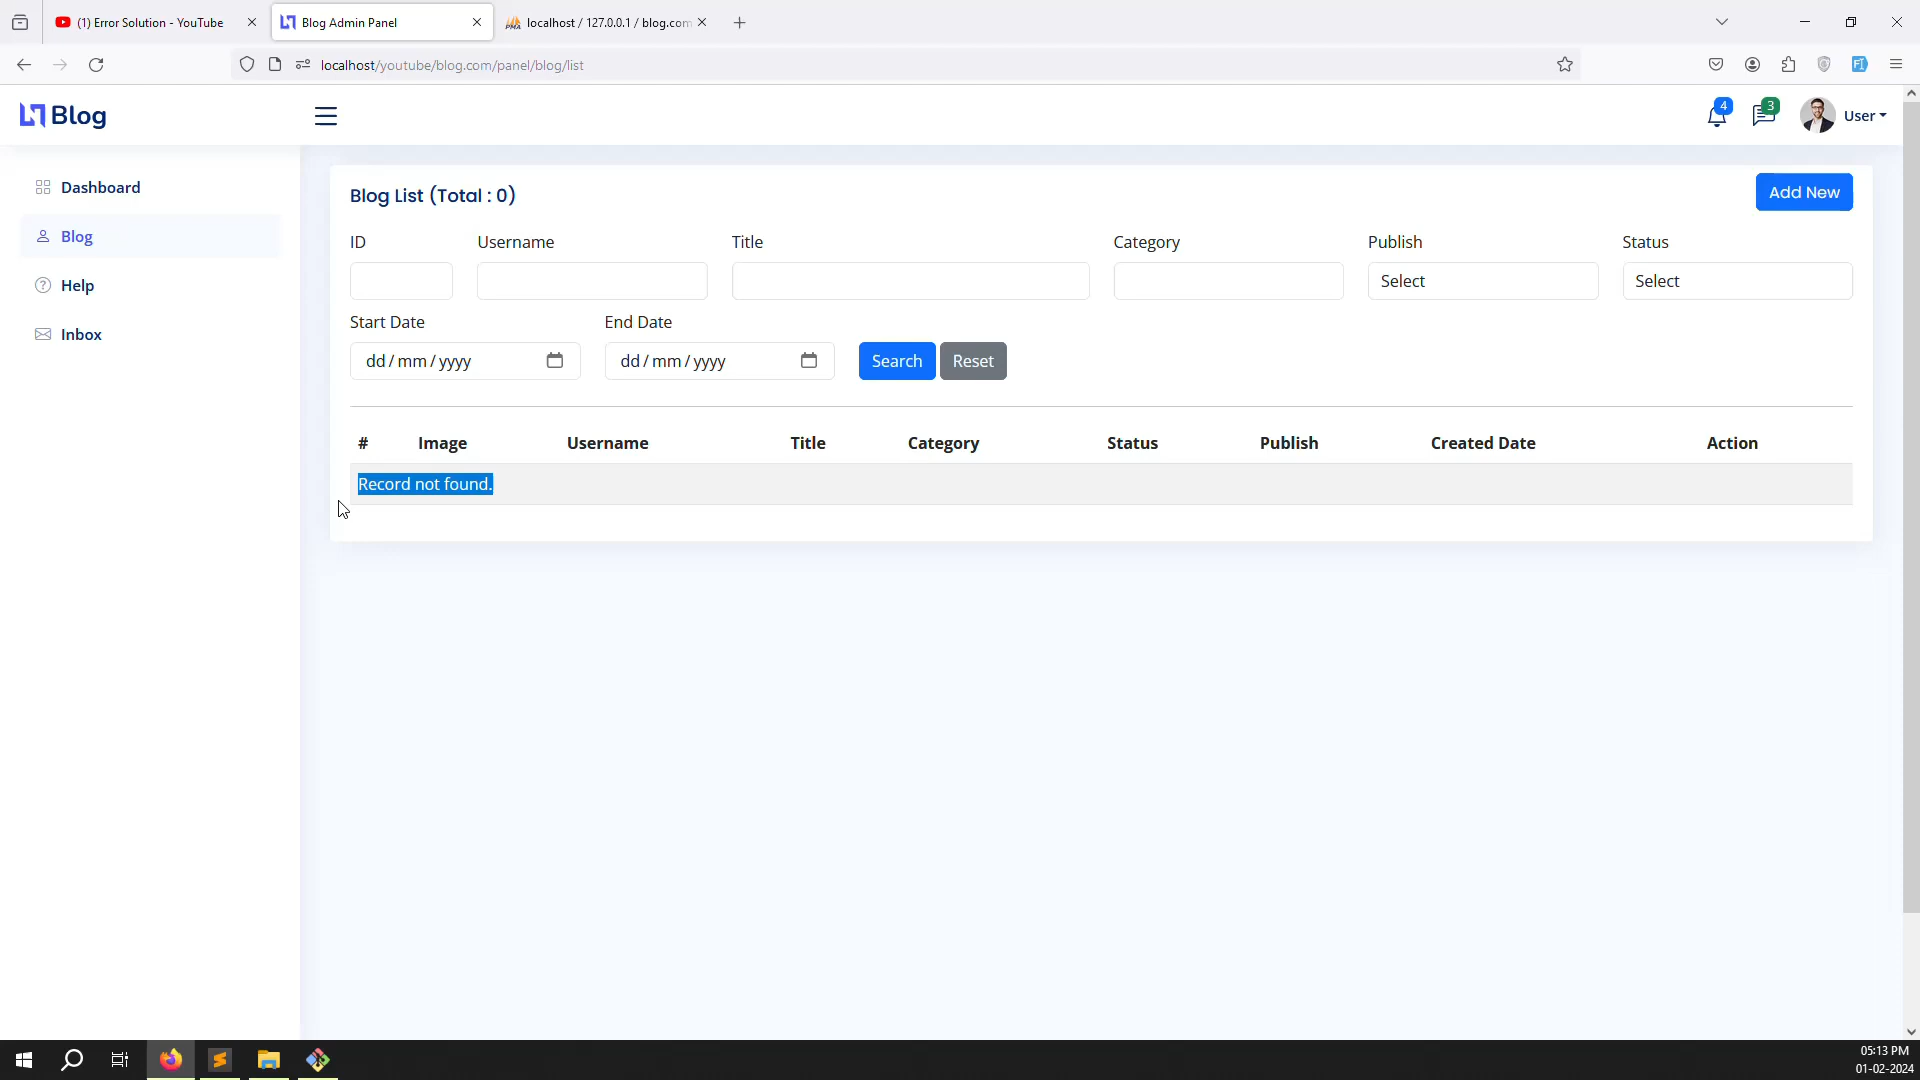 (1) Error Solution - YouTube
Blog Admin Panel
localhost / 127.0.0.1 / blog.com
localhost/youtube/blog.com/panel/blog/list
Blog
4
3
User
Dashboard
Blog
Help
Inbox
Blog List (Total : 0)
Add New
ID
Username
Title
Category
Publish
Status
Select
Select
Start Date
End Date
dd / mm / yyyy
dd / mm / yyyy
Search
Reset
# Image Username Title Category Status Publish Created Date Action
Record not found.
05:13 PM
01-02-2024